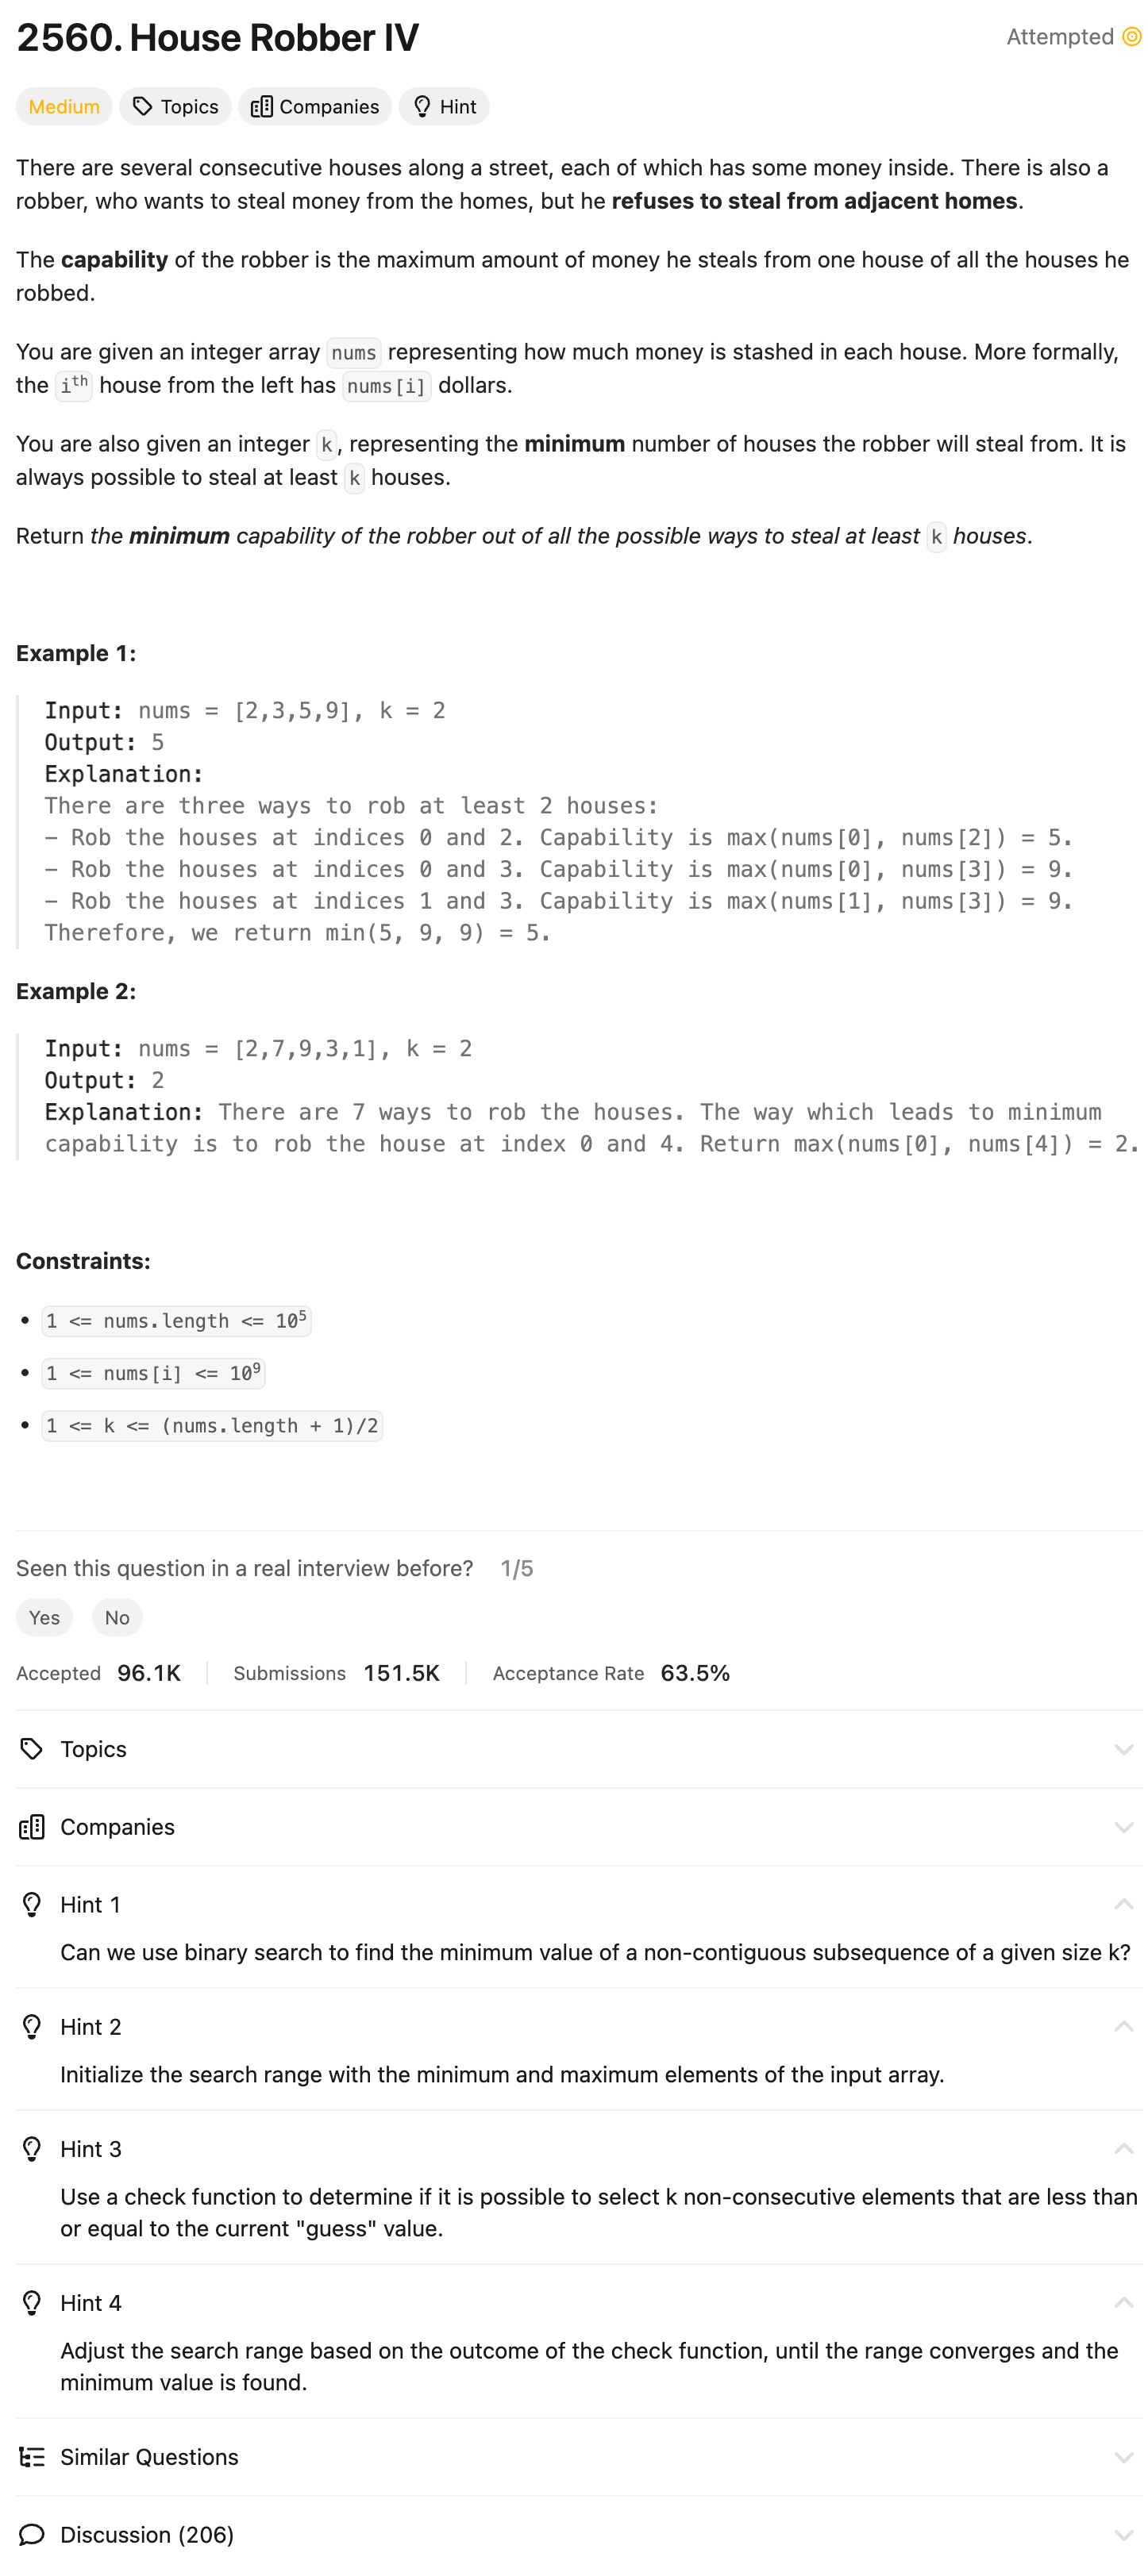 2560. House Robber IV
Attempted
Medium Topics Companies Hint
There are several consecutive houses along a street, each of which has some money inside. There is also a
robber, who wants to steal money from the homes, but he refuses to steal from adjacent homes.
The capability of the robber is the maximum amount of money he steals from one house of all the houses he
robbed.
You are given an integer array nums representing how much money is stashed in each house. More formally,
the iᵗʰ house from the left has nums[i] dollars.
You are also given an integer k, representing the minimum number of houses the robber will steal from. It is
always possible to steal at least k houses.
Return the minimum capability of the robber out of all the possible ways to steal at least k houses.
Example 1:
Input: nums = [2,3,5,9], k = 2
Output: 5
Explanation:
There are three ways to rob at least 2 houses:
- Rob the houses at indices 0 and 2. Capability is max(nums[0], nums[2]) = 5.
- Rob the houses at indices 0 and 3. Capability is max(nums[0], nums[3]) = 9.
- Rob the houses at indices 1 and 3. Capability is max(nums[1], nums[3]) = 9.
Therefore, we return min(5, 9, 9) = 5.
Example 2:
Input: nums = [2,7,9,3,1], k = 2
Output: 2
Explanation: There are 7 ways to rob the houses. The way which leads to minimum
capability is to rob the house at index 0 and 4. Return max(nums[0], nums[4]) = 2.
Constraints:
• 1 <= nums.length <= 10⁵
• 1 <= nums[i] <= 10⁹
• 1 <= k <= (nums.length + 1)/2
Seen this question in a real interview before? 1/5
Yes No
Accepted 96.1K Submissions 151.5K Acceptance Rate 63.5%
Topics
Companies
Hint 1
Can we use binary search to find the minimum value of a non-contiguous subsequence of a given size k?
Hint 2
Initialize the search range with the minimum and maximum elements of the input array.
Hint 3
Use a check function to determine if it is possible to select k non-consecutive elements that are less than
or equal to the current "guess" value.
Hint 4
Adjust the search range based on the outcome of the check function, until the range converges and the
minimum value is found.
Similar Questions
Discussion (206)